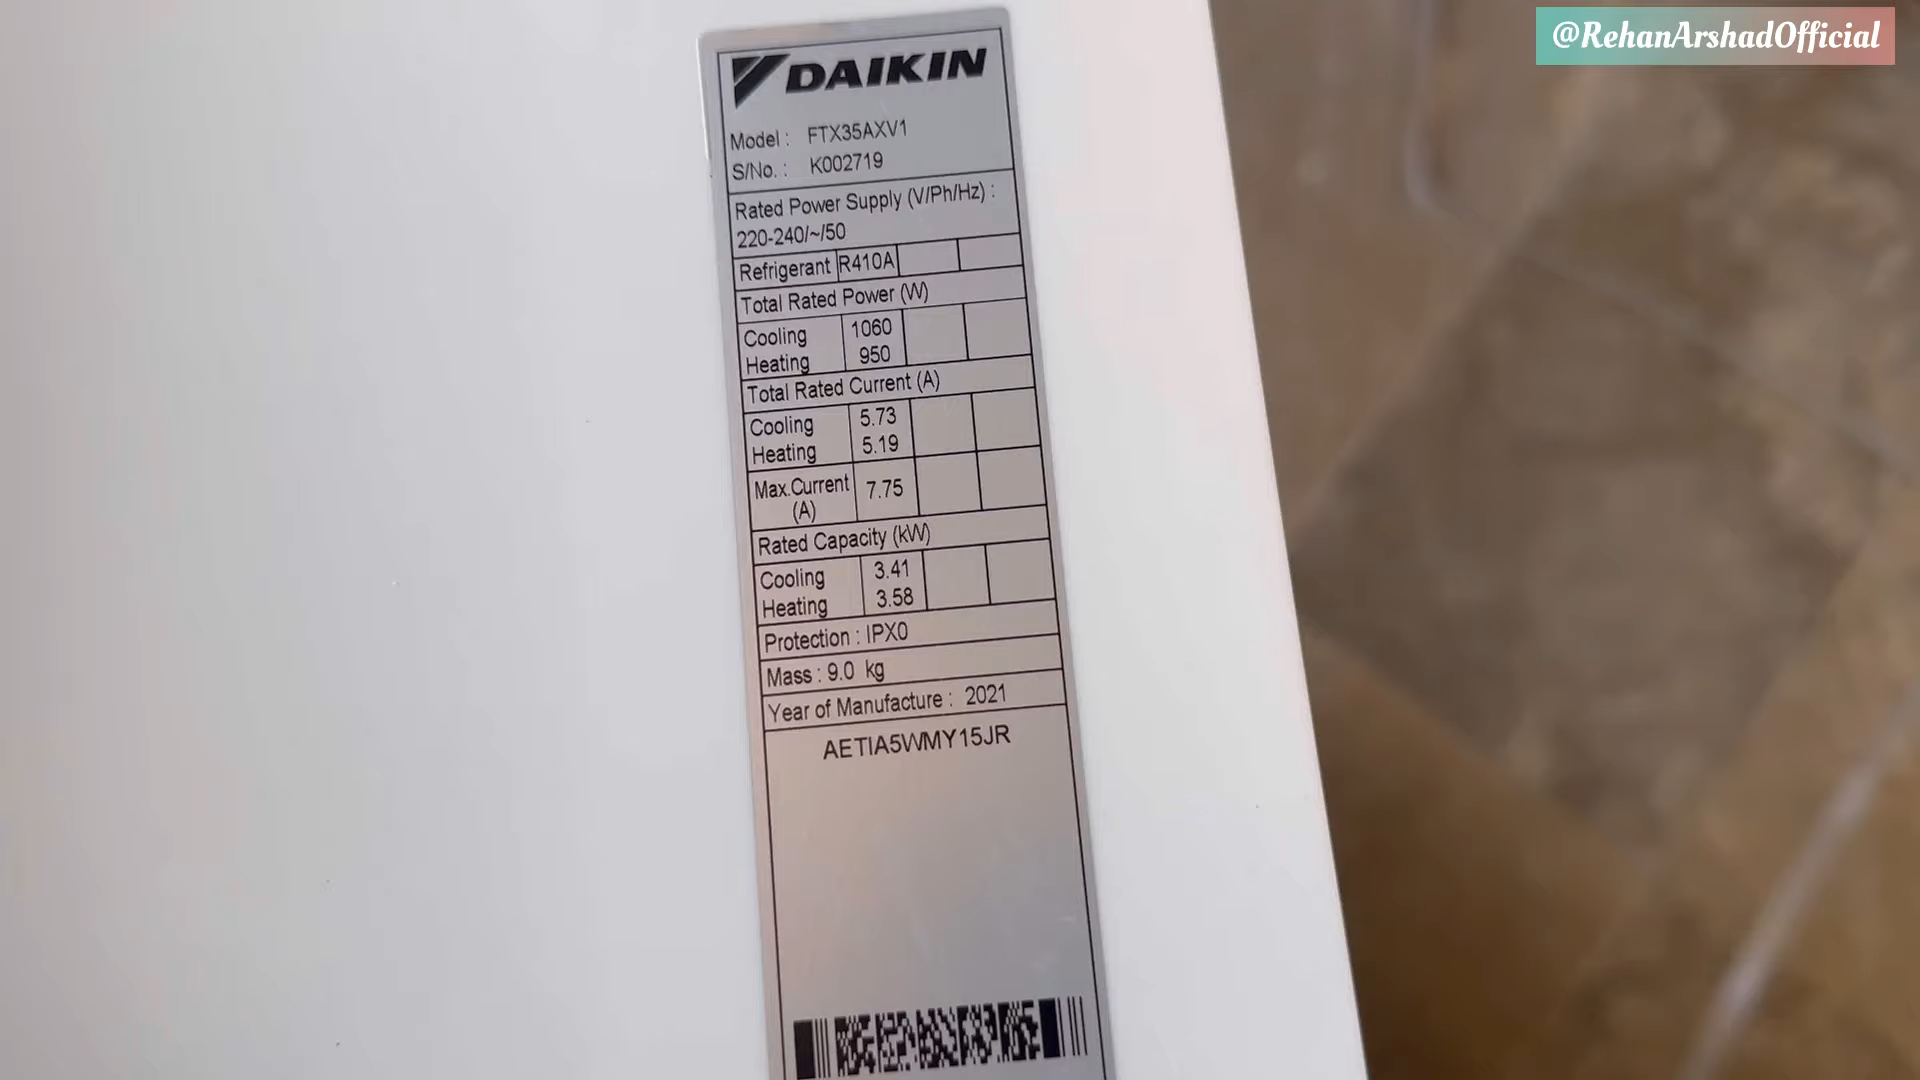 @RehanArshadOfficial
DAIKIN
Model : FTX35AXV1
S/No. : K002719
Rated Power Supply (V/Ph/Hz) :
220-240/~/50
Refrigerant R410A
Total Rated Power (W)
Cooling 1060
Heating 950
Total Rated Current (A)
Cooling 5.73
Heating 5.19
Max.Current 7.75
(A)
Rated Capacity (kW)
Cooling 3.41
Heating 3.58
Protection : IPX0
Mass : 9.0 kg
Year of Manufacture : 2021
AETIA5WMY15JR